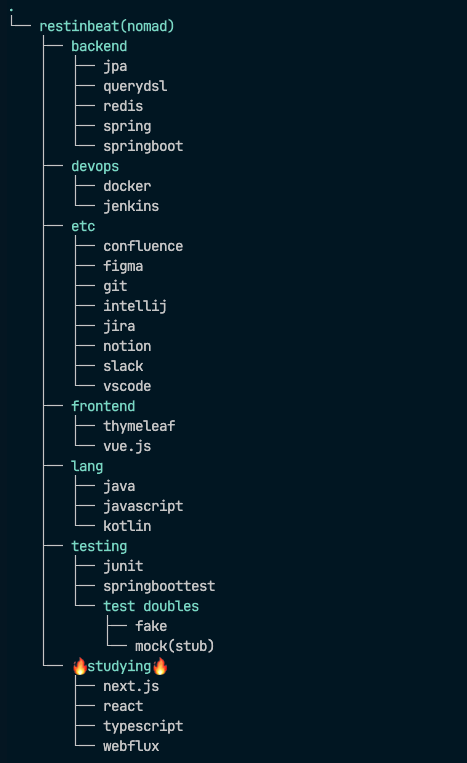 .
└── restinbeat(nomad)
    ├── backend
    │   ├── jpa
    │   ├── querydsl
    │   ├── redis
    │   ├── spring
    │   └── springboot
    ├── devops
    │   ├── docker
    │   └── jenkins
    ├── etc
    │   ├── confluence
    │   ├── figma
    │   ├── git
    │   ├── intellij
    │   ├── jira
    │   ├── notion
    │   ├── slack
    │   └── vscode
    ├── frontend
    │   ├── thymeleaf
    │   └── vue.js
    ├── lang
    │   ├── java
    │   ├── javascript
    │   └── kotlin
    ├── testing
    │   ├── junit
    │   ├── springboottest
    │   └── test doubles
    │       ├── fake
    │       └── mock(stub)
    └── 🔥studying🔥
        ├── next.js
        ├── react
        ├── typescript
        └── webflux